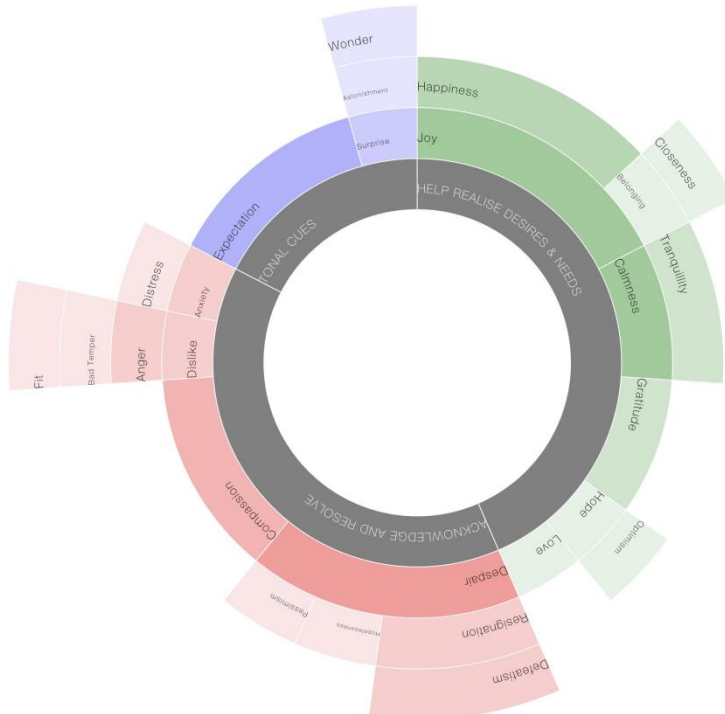 Wonder
Astonishment
Surprise
Happiness
Joy
Belonging
Closeness
HELP REALISE DESIRES & NEEDS
Calmness
Tranquillity
Gratitude
Hope
Optimism
Love
ACKNOWLEDGE AND RESOLVE
Despair
Resignation
Defeatism
Hopelessness
Pessimism
Compassion
Dislike
Anger
Bad Temper
Fit
Anxiety
Distress
TONAL CUES
Expectation